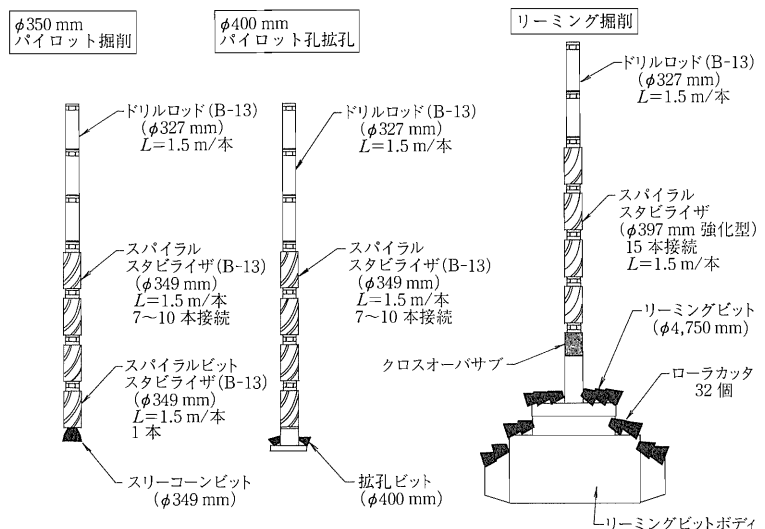 φ350 mm
パイロット掘削
ドリルロッド(B-13)
(φ327 mm)
L=1.5 m/本
スパイラル
スタビライザ(B-13)
(φ349 mm)
L=1.5 m/本
7〜10本接続
スパイラルビット
スタビライザ(B-13)
(φ349 mm)
L=1.5 m/本
1本
スリーコーンビット
(φ349 mm)
φ400 mm
パイロット孔拡孔
ドリルロッド(B-13)
(φ327 mm)
L=1.5 m/本
スパイラル
スタビライザ(B-13)
(φ349 mm)
L=1.5 m/本
7〜10本接続
拡孔ビット
(φ400 mm)
リーミング掘削
ドリルロッド(B-13)
(φ327 mm)
L=1.5 m/本
スパイラル
スタビライザ
(φ397 mm 強化型)
15本接続
L=1.5 m/本
リーミングビット
(φ4,750 mm)
クロスオーバサブ
ローラカッタ
32個
リーミングビットボディ